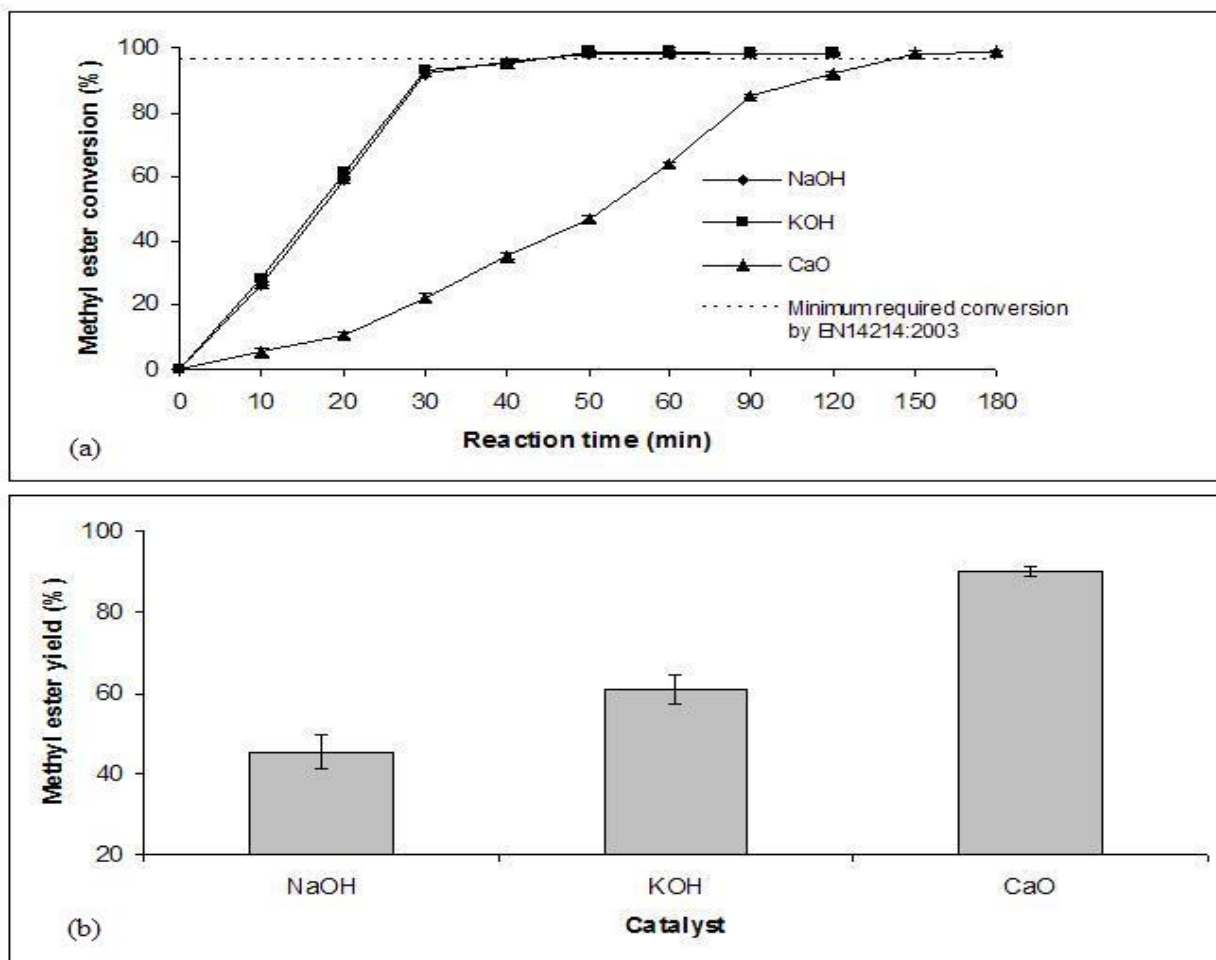 100
80
60
40
20
0
Methyl ester conversion (%)
NaOH
KOH
CaO
Minimum required conversion
by EN14214:2003
0 10 20 30 40 50 60 90 120 150 180
Reaction time (min)
(a)
100
80
60
40
20
Methyl ester yield (%)
NaOH KOH CaO
Catalyst
(b)